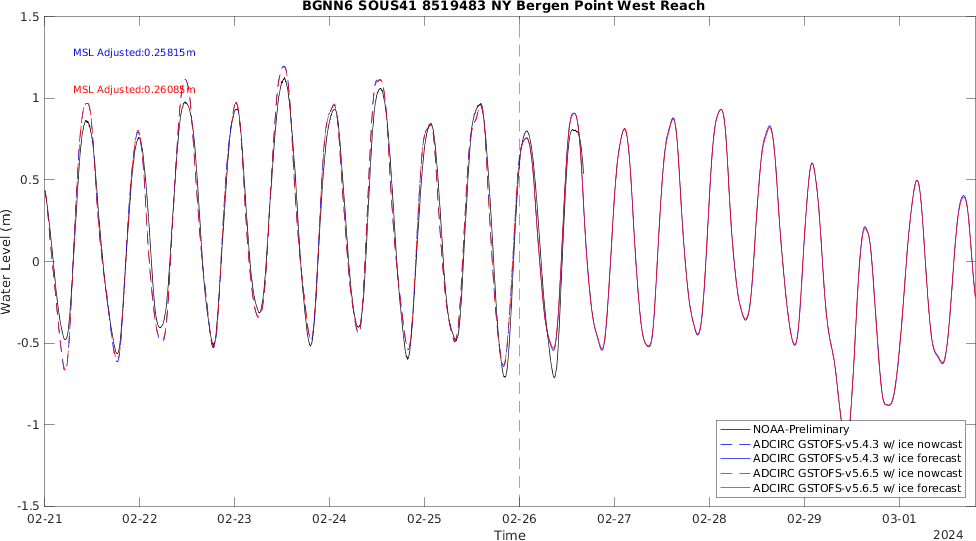 BGNN6 SOUS41 8519483 NY Bergen Point West Reach
1.5
1
0.5
0
-0.5
-1
-1.5
Water Level (m)
MSL Adjusted:0.25815m
MSL Adjusted:0.26085m
NOAA-Preliminary
ADCIRC GSTOFS-v5.4.3 w/ ice nowcast
ADCIRC GSTOFS-v5.4.3 w/ ice forecast
ADCIRC GSTOFS-v5.6.5 w/ ice nowcast
ADCIRC GSTOFS-v5.6.5 w/ ice forecast
02-21 02-22 02-23 02-24 02-25 02-26 02-27 02-28 02-29 03-01
Time
2024